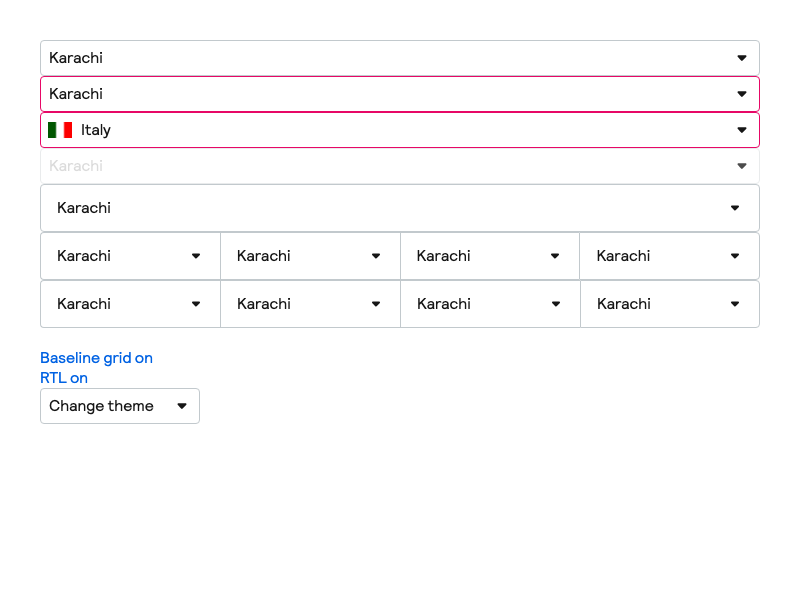 Karachi
Karachi
Italy
Karachi
Karachi
Karachi Karachi Karachi Karachi
Karachi Karachi Karachi Karachi
Baseline grid on
RTL on
Change theme